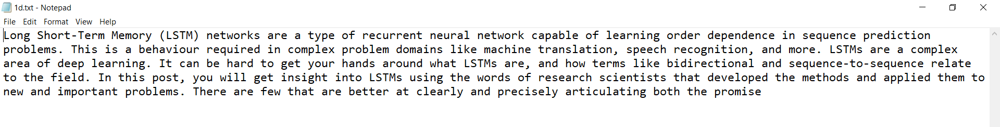 1d.txt - Notepad
File Edit Format View Help
Long Short-Term Memory (LSTM) networks are a type of recurrent neural network capable of learning order dependence in sequence prediction
problems. This is a behaviour required in complex problem domains like machine translation, speech recognition, and more. LSTMs are a complex
area of deep learning. It can be hard to get your hands around what LSTMs are, and how terms like bidirectional and sequence-to-sequence relate
to the field. In this post, you will get insight into LSTMs using the words of research scientists that developed the methods and applied them to
new and important problems. There are few that are better at clearly and precisely articulating both the promise